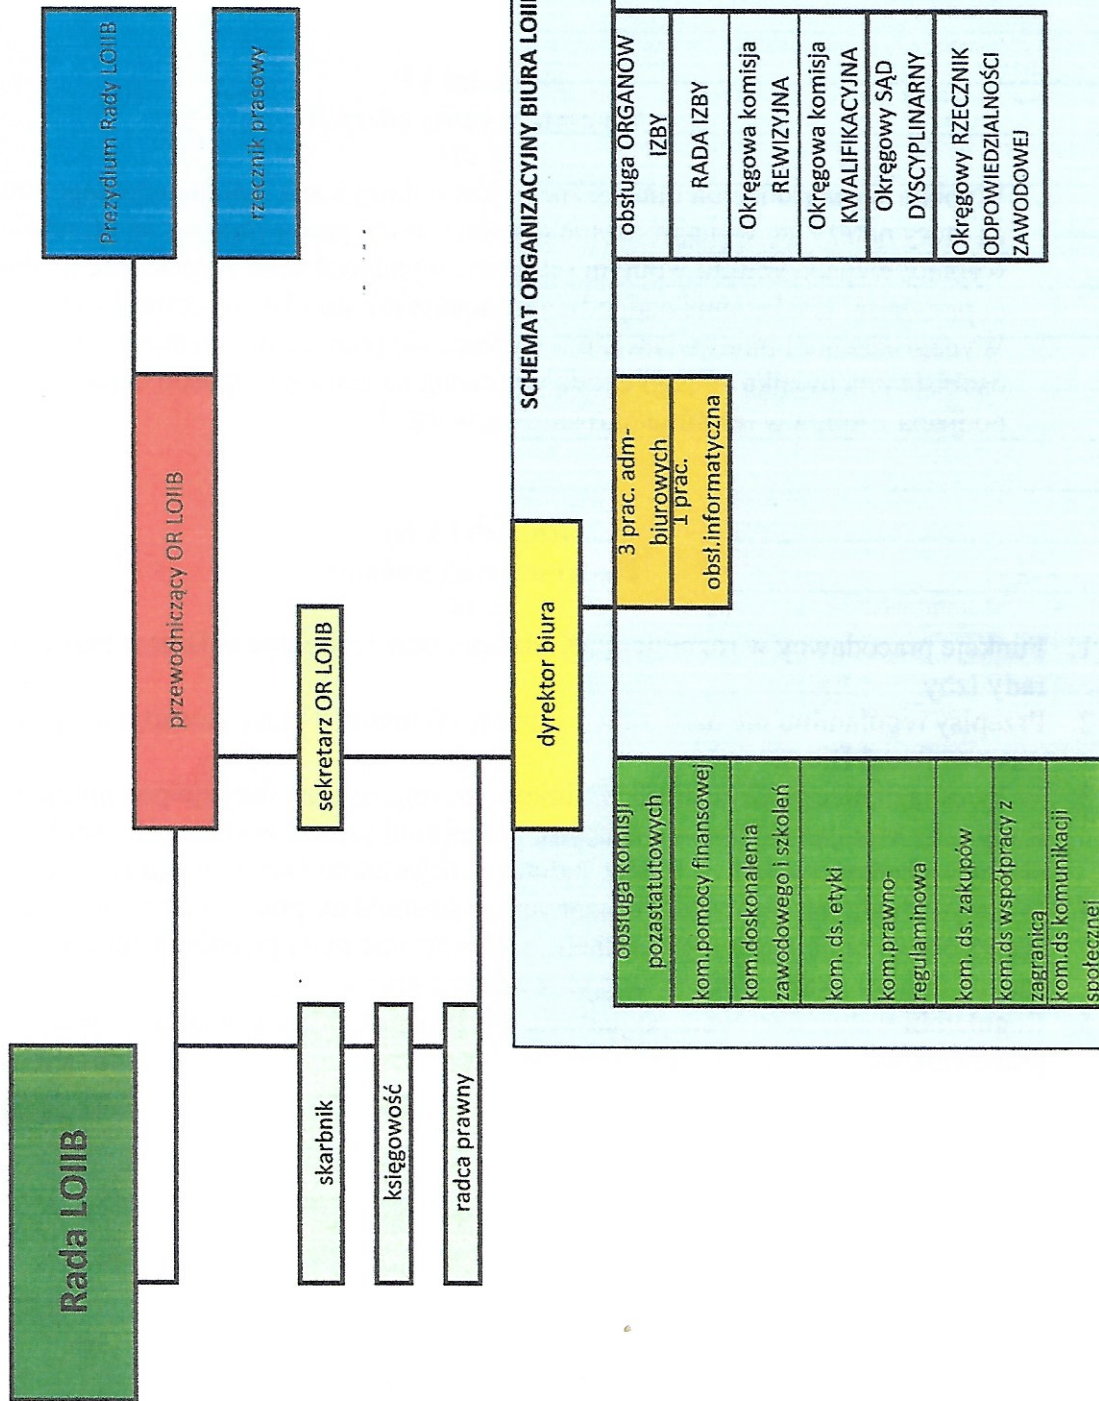 Rada LOIIB
Prezydium Rady LOIIB
przewodniczący OR LOIIB
rzecznik prasowy
skarbnik
sekretarz OR LOIIB
księgowość
radca prawny
SCHEMAT ORGANIZACYJNY BIURA LOIIB
dyrektor biura
obsługa komisji
pozastatutowych
kom.pomocy finansowej
kom.doskonalenia
zawodowego i szkoleń
kom. ds. etyki
kom.prawno-
regulaminowa
kom. ds. zakupów
kom.ds współpracy z
zagranicą
kom.ds komunikacji
społecznej
3 prac. adm-
biurowych
1 prac.
obsł.informatyczna
obsługa ORGANÓW
IZBY
RADA IZBY
Okręgowa komisja
REWIZYJNA
Okręgowa komisja
KWALIFIKACYJNA
Okręgowy SĄD
DYSCYPLINARNY
Okręgowy RZECZNIK
ODPOWIEDZIALNOŚCI
ZAWODOWEJ